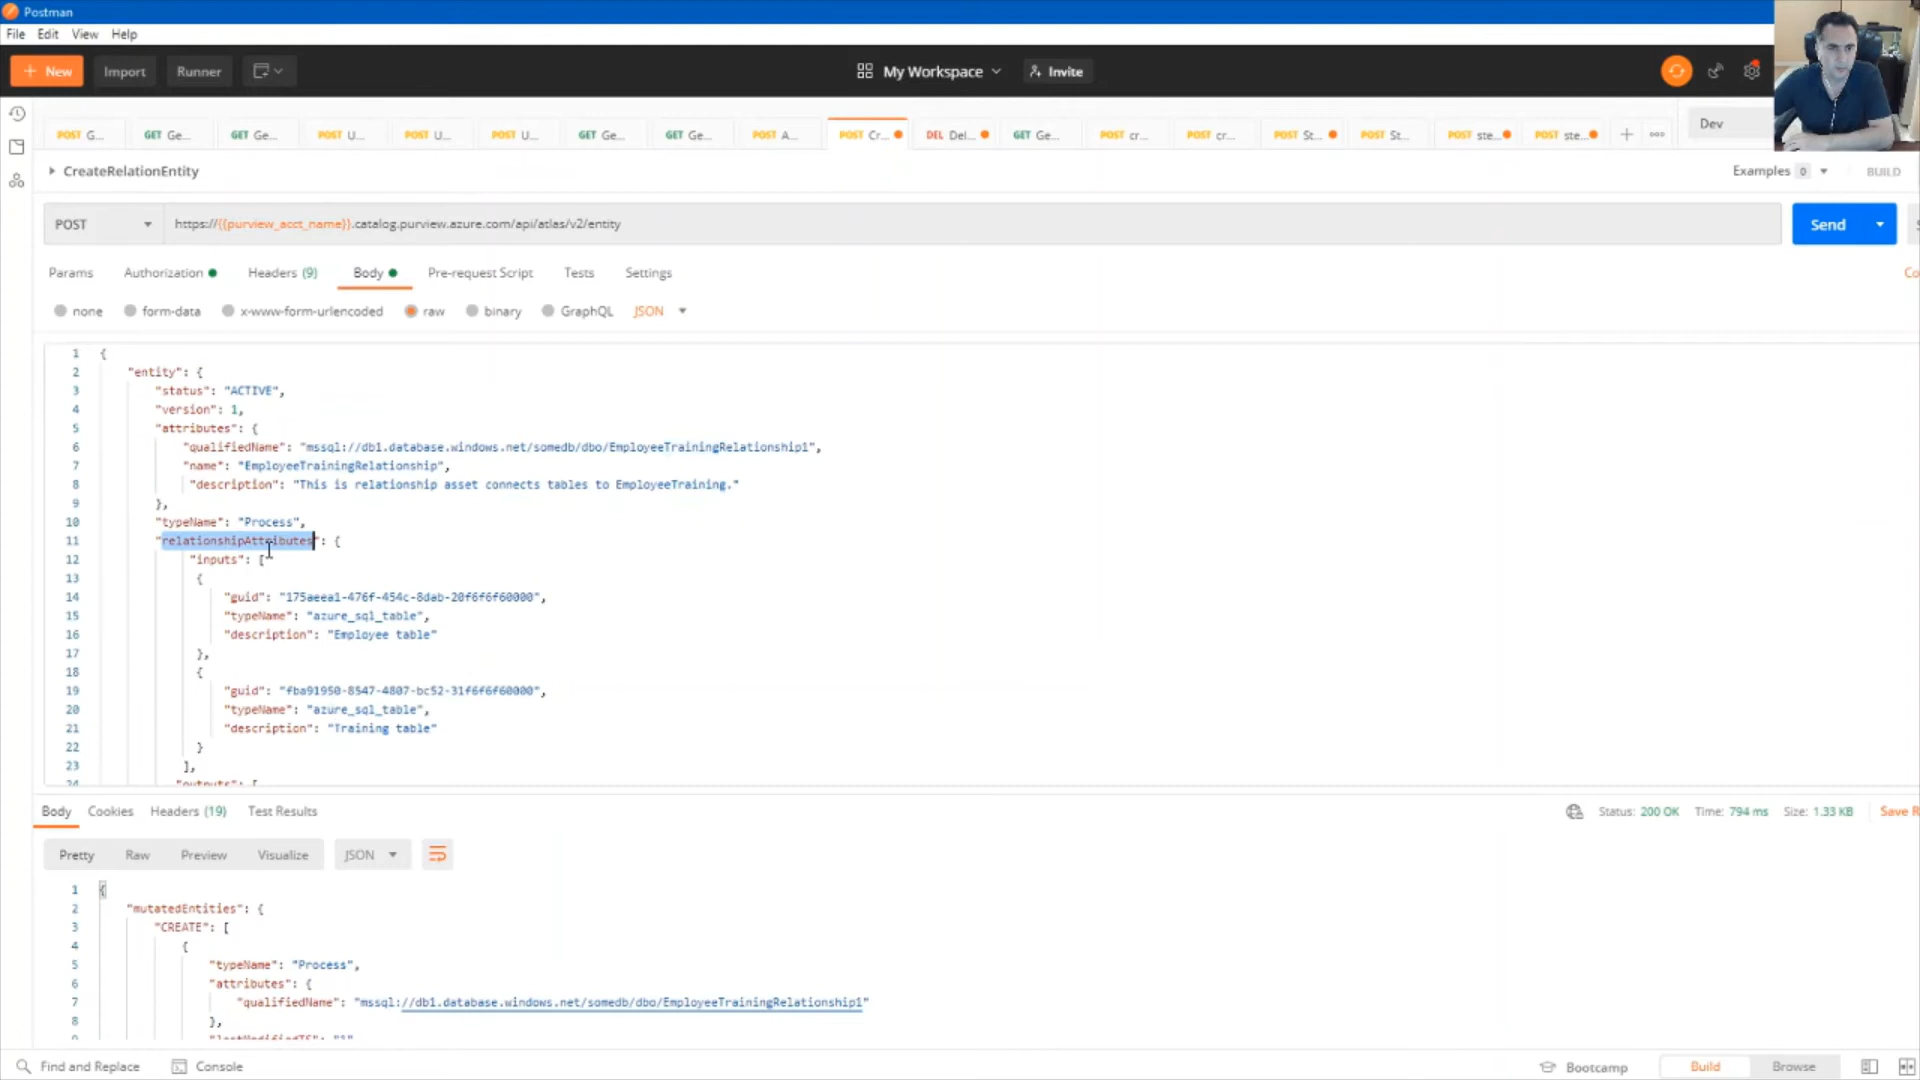 Postman
File Edit View Help
+ New Import Runner My Workspace Invite
POST G... GET Ge... GET Ge... POST U... POST U... POST U... GET Ge... GET Ge... POST A... POST Cr... DEL Del... GET Ge... POST cr... POST cr... POST St... POST St... POST ste... POST ste... + Dev
CreateRelationEntity Examples 0 BUILD
POST https://{{purview_acct_name}}.catalog.purview.azure.com/api/atlas/v2/entity Send
Params Authorization Headers (9) Body Pre-request Script Tests Settings Co
none form-data x-www-form-urlencoded raw binary GraphQL JSON
1 {
2 "entity": {
3 "status": "ACTIVE",
4 "version": 1,
5 "attributes": {
6 "qualifiedName": "mssql://db1.database.windows.net/somedb/dbo/EmployeeTrainingRelationship1",
7 "name": "EmployeeTrainingRelationship",
8 "description": "This is relationship asset connects tables to EmployeeTraining."
9 },
10 "typeName": "Process",
11 "relationshipAttributes": {
12 "inputs": [
13 {
14 "guid": "175aeea1-476f-454c-8dab-20f6f6f60000",
15 "typeName": "azure_sql_table",
16 "description": "Employee table"
17 },
18 {
19 "guid": "fba91950-8547-4807-bc52-31f6f6f60000",
20 "typeName": "azure_sql_table",
21 "description": "Training table"
22 }
23 ],
24 "outputs": [
Body Cookies Headers (19) Test Results Status: 200 OK Time: 794 ms Size: 1.33 KB Save R
Pretty Raw Preview Visualize JSON
1 {
2 "mutatedEntities": {
3 "CREATE": [
4 {
5 "typeName": "Process",
6 "attributes": {
7 "qualifiedName": "mssql://db1.database.windows.net/somedb/dbo/EmployeeTrainingRelationship1"
8 },
9 "lastModifiedTS": "1"
Find and Replace Console Bootcamp Build Browse